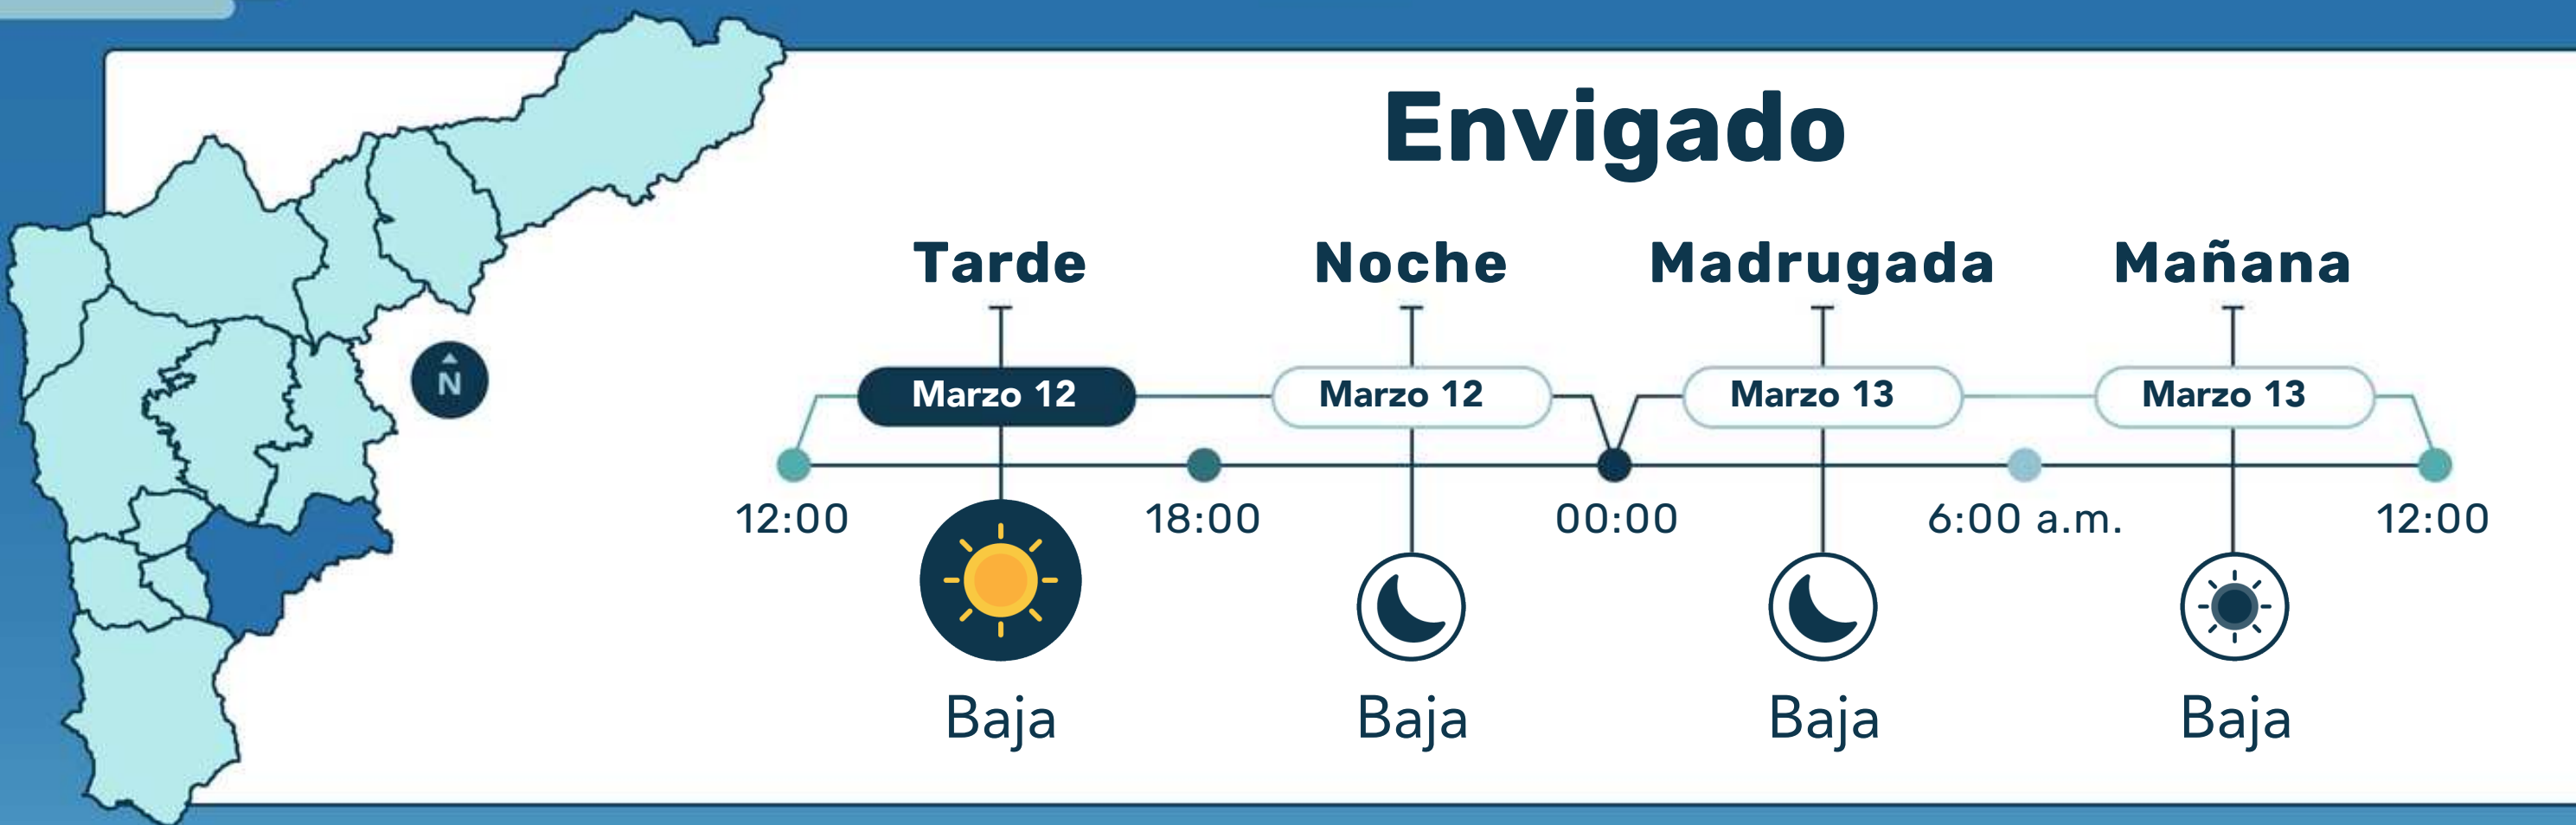 Envigado
Tarde Noche Madrugada Mañana
Marzo 12 Marzo 12 Marzo 13 Marzo 13
N
12:00 18:00 00:00 6:00 a.m. 12:00
Baja Baja Baja Baja